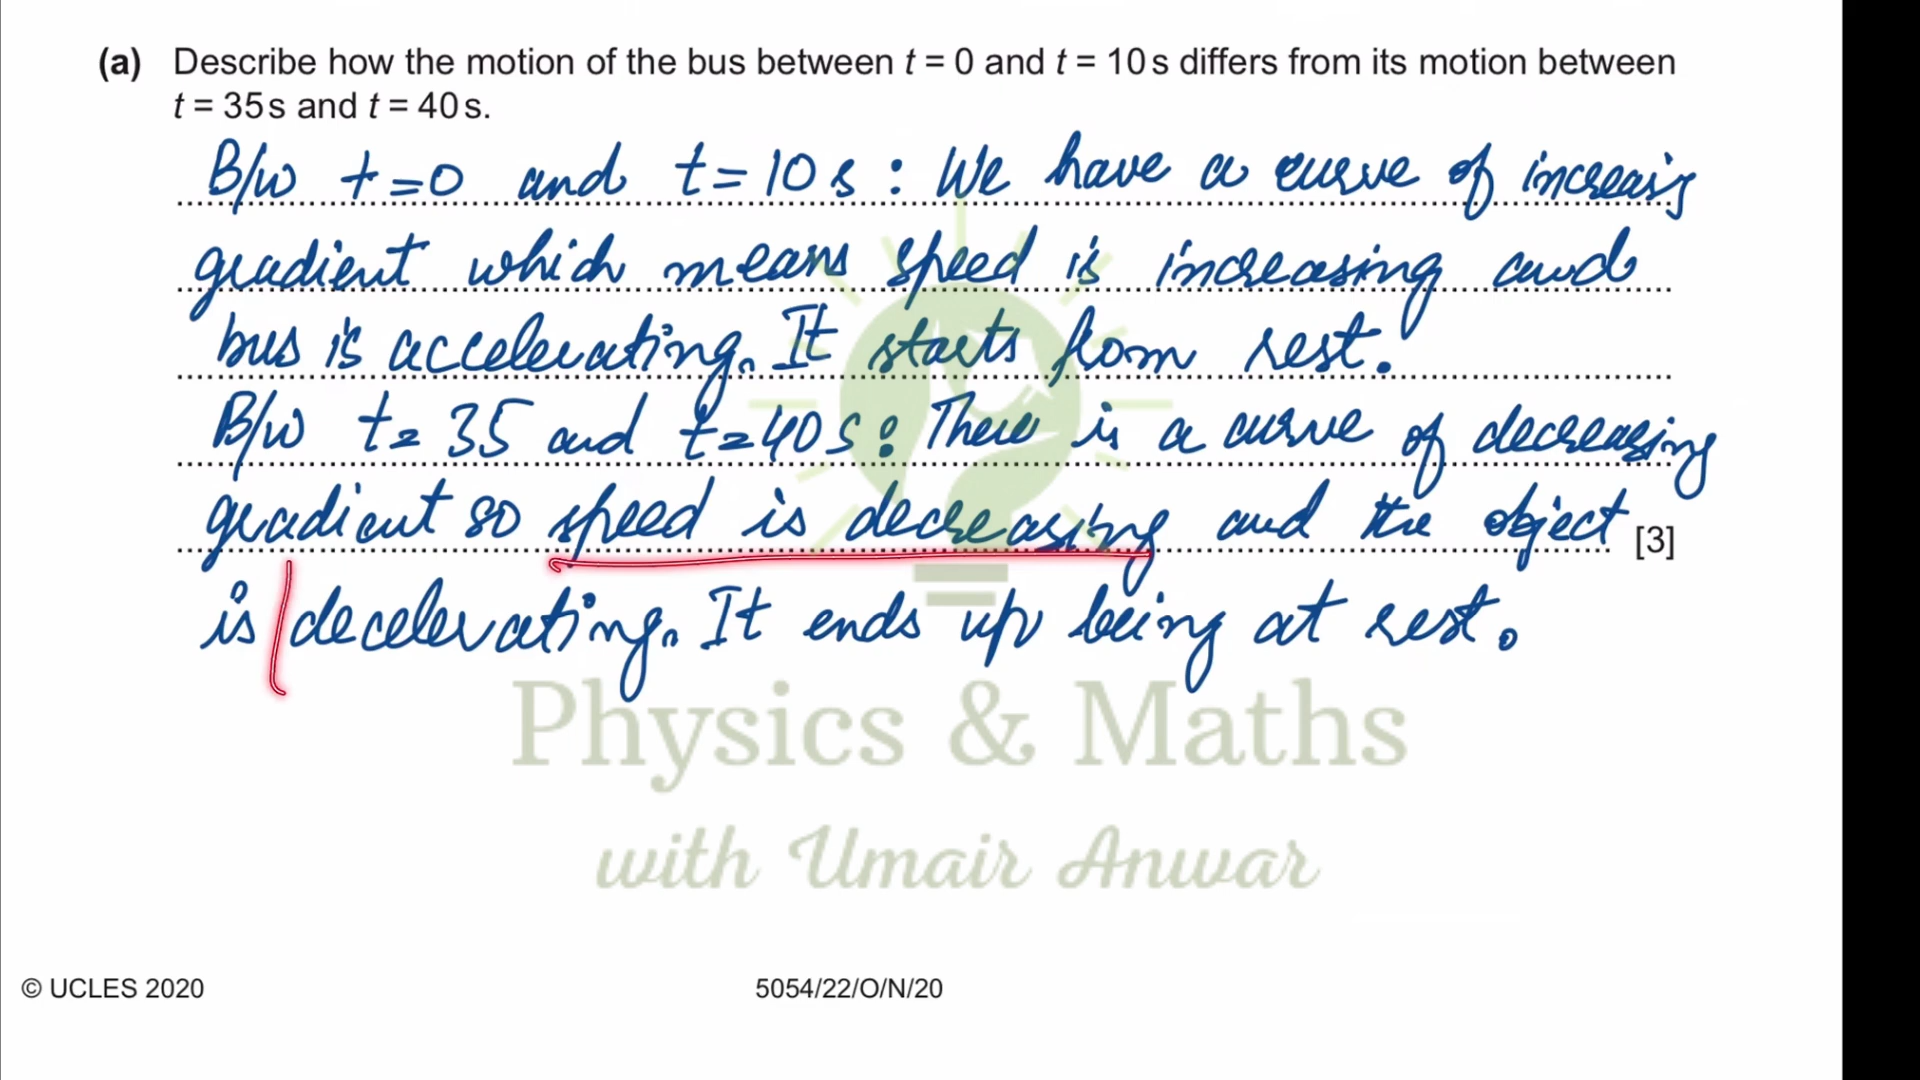 (a) Describe how the motion of the bus between t = 0 and t = 10 s differs from its motion between
t = 35 s and t = 40 s.
B/w t=0 and t=10s : We have a curve of increasing
gradient which means speed is increasing and
bus is accelerating. It starts from rest.
B/w t= 35 and t=40s : There is a curve of decreasing
gradient so speed is decreasing and the object [3]
is decelerating. It ends up being at rest.
Physics & Maths
with Umair Anwar
© UCLES 2020 5054/22/O/N/20